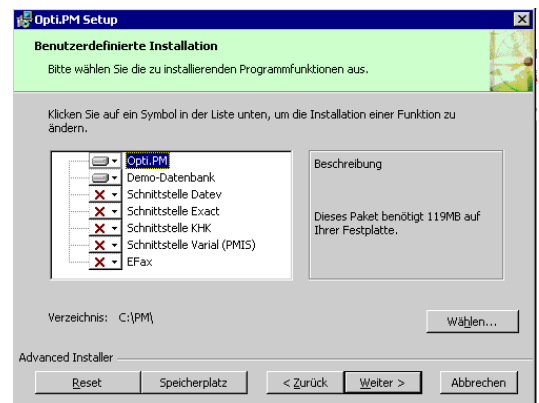 Opti.PM Setup
Benutzerdefinierte Installation
Bitte wählen Sie die zu installierenden Programmfunktionen aus.
Klicken Sie auf ein Symbol in der Liste unten, um die Installation einer Funktion zu
ändern.
Opti.PM
Demo-Datenbank
Schnittstelle Datev
Schnittstelle Exact
Schnittstelle KHK
Schnittstelle Varial (PMIS)
EFax
Beschreibung
Dieses Paket benötigt 119MB auf
Ihrer Festplatte.
Verzeichnis: C:\PM\
Wählen...
Advanced Installer
Reset Speicherplatz < Zurück Weiter > Abbrechen